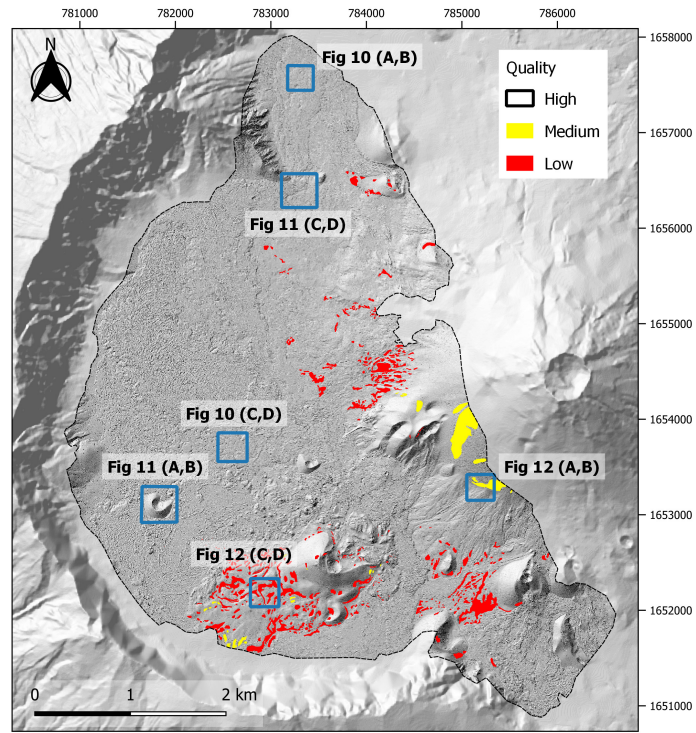 781000 782000 783000 784000 785000 786000
1658000
N
Fig 10 (A,B)
Quality
High
Medium
Low
1657000
Fig 11 (C,D)
1656000
1655000
1654000
Fig 10 (C,D)
Fig 11 (A,B)
Fig 12 (A,B)
1653000
Fig 12 (C,D)
1652000
0 1 2 km
1651000